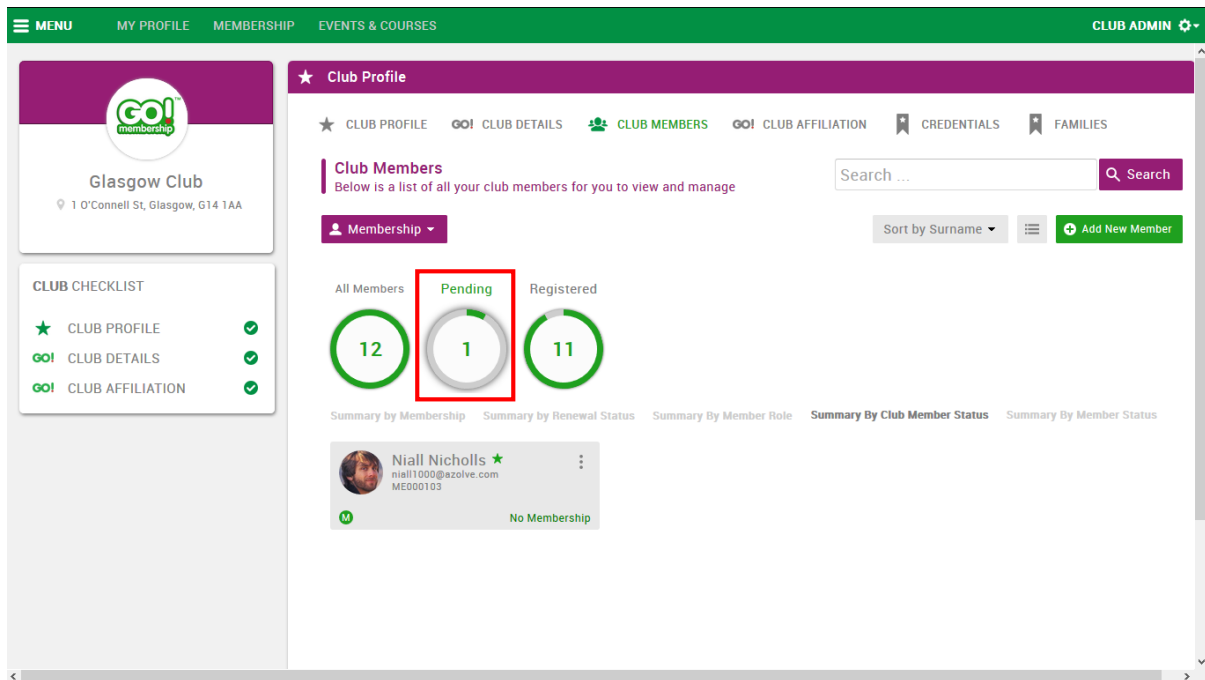 MENU MY PROFILE MEMBERSHIP EVENTS & COURSES CLUB ADMIN
GO! membership
Glasgow Club
1 O'Connell St, Glasgow, G14 1AA
CLUB CHECKLIST
CLUB PROFILE
GO! CLUB DETAILS
GO! CLUB AFFILIATION
Club Profile
CLUB PROFILE GO! CLUB DETAILS CLUB MEMBERS GO! CLUB AFFILIATION CREDENTIALS FAMILIES
Club Members
Below is a list of all your club members for you to view and manage
Search ... Search
Membership Sort by Surname Add New Member
All Members Pending Registered
12 1 11
Summary by Membership Summary by Renewal Status Summary By Member Role Summary By Club Member Status Summary By Member Status
Niall Nicholls
niall1000@azolve.com
ME000103
M No Membership